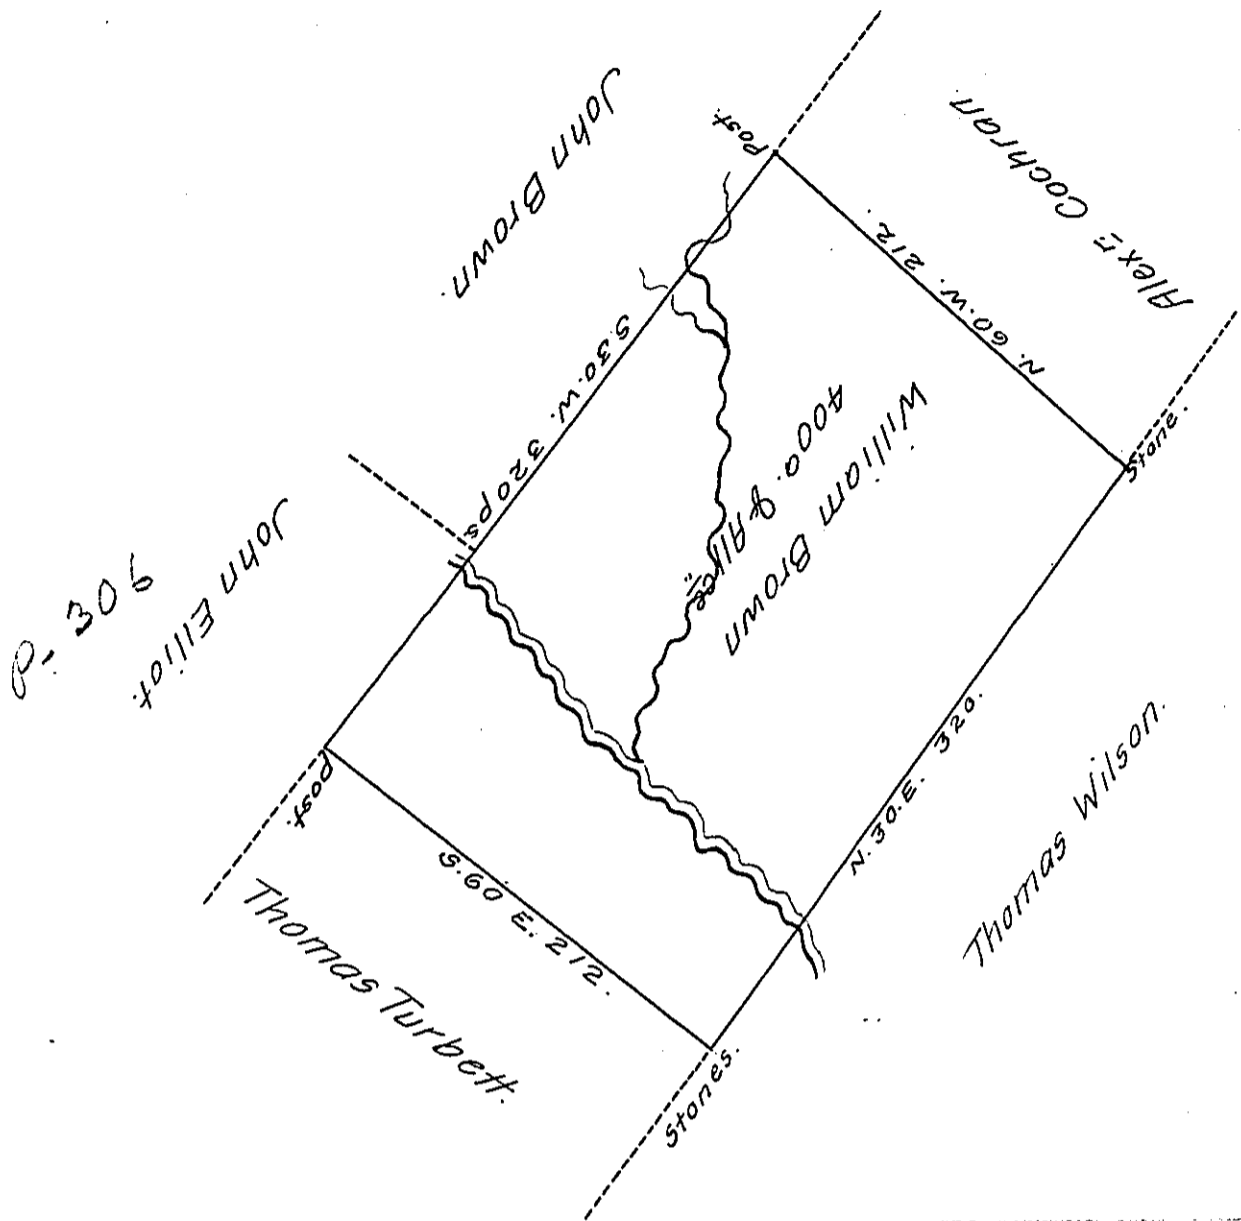 John Brown.
Post.
Alexr. Cochran
N. 60. W. 212.
S. 30. W. 320 ps
William Brown
400 a. & Allce.
Stone.
P. 306
John Elliot.
Post.
S. 60 E. 212.
Thomas Turbett.
N. 30. E. 320.
Thomas Wilson.
Stones.